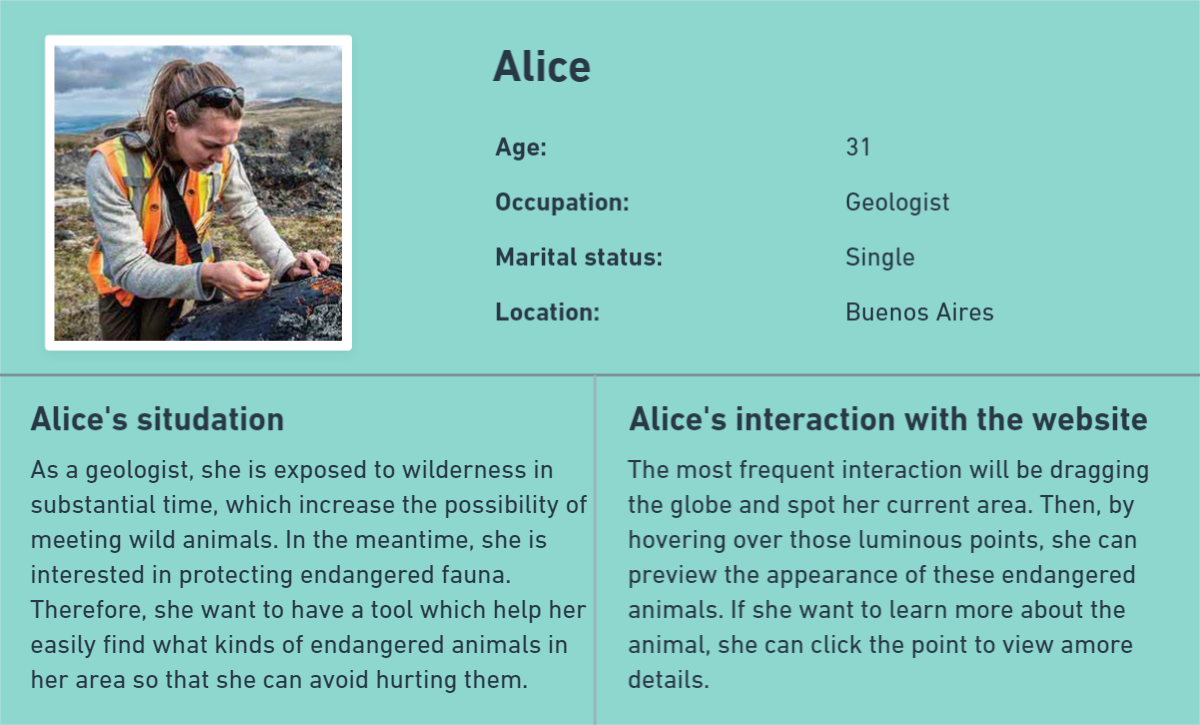 Alice
Age: 31
Occupation: Geologist
Marital status: Single
Location: Buenos Aires
Alice's situdation
As a geologist, she is exposed to wilderness in
substantial time, which increase the possibility of
meeting wild animals. In the meantime, she is
interested in protecting endangered fauna.
Therefore, she want to have a tool which help her
easily find what kinds of endangered animals in
her area so that she can avoid hurting them.
Alice's interaction with the website
The most frequent interaction will be dragging
the globe and spot her current area. Then, by
hovering over those luminous points, she can
preview the appearance of these endangered
animals. If she want to learn more about the
animal, she can click the point to view amore
details.